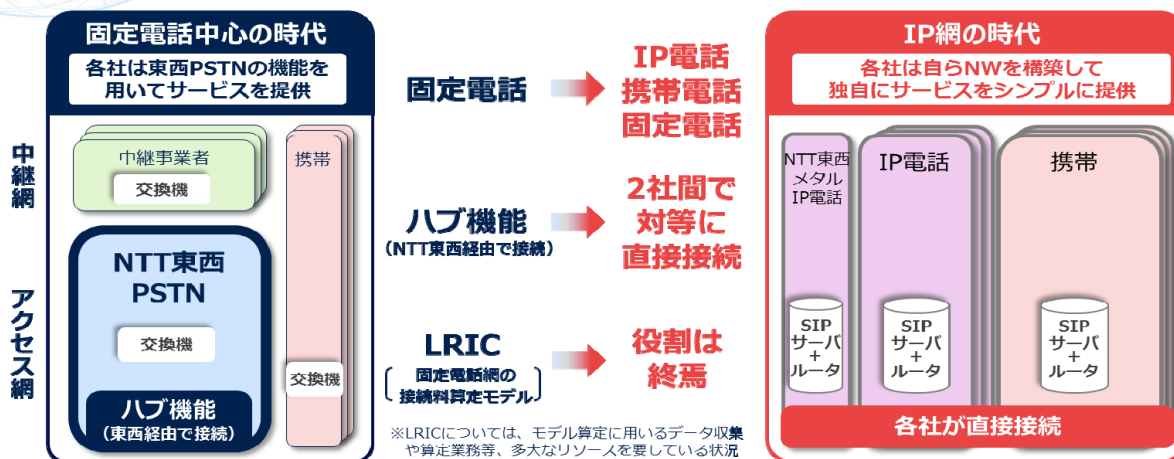 固定電話中心の時代
各社は東西PSTNの機能を
用いてサービスを提供
中継網
アクセス網
中継事業者
交換機
携帯
NTT東西
PSTN
交換機
交換機
ハブ機能
(東西経由で接続)
固定電話
IP電話
携帯電話
固定電話
ハブ機能
(NTT東西経由で接続)
2社間で
対等に
直接接続
LRIC
固定電話網の
接続料算定モデル
役割は
終焉
※LRICについては、モデル算定に用いるデータ収集
や算定業務等、多大なリソースを要している状況
IP網の時代
各社は自らNWを構築して
独自にサービスをシンプルに提供
NTT東西
メタル
IP電話
IP電話
携帯
SIP
サーバ
+
ルータ
SIP
サーバ
+
ルータ
SIP
サーバ
+
ルータ
各社が直接接続